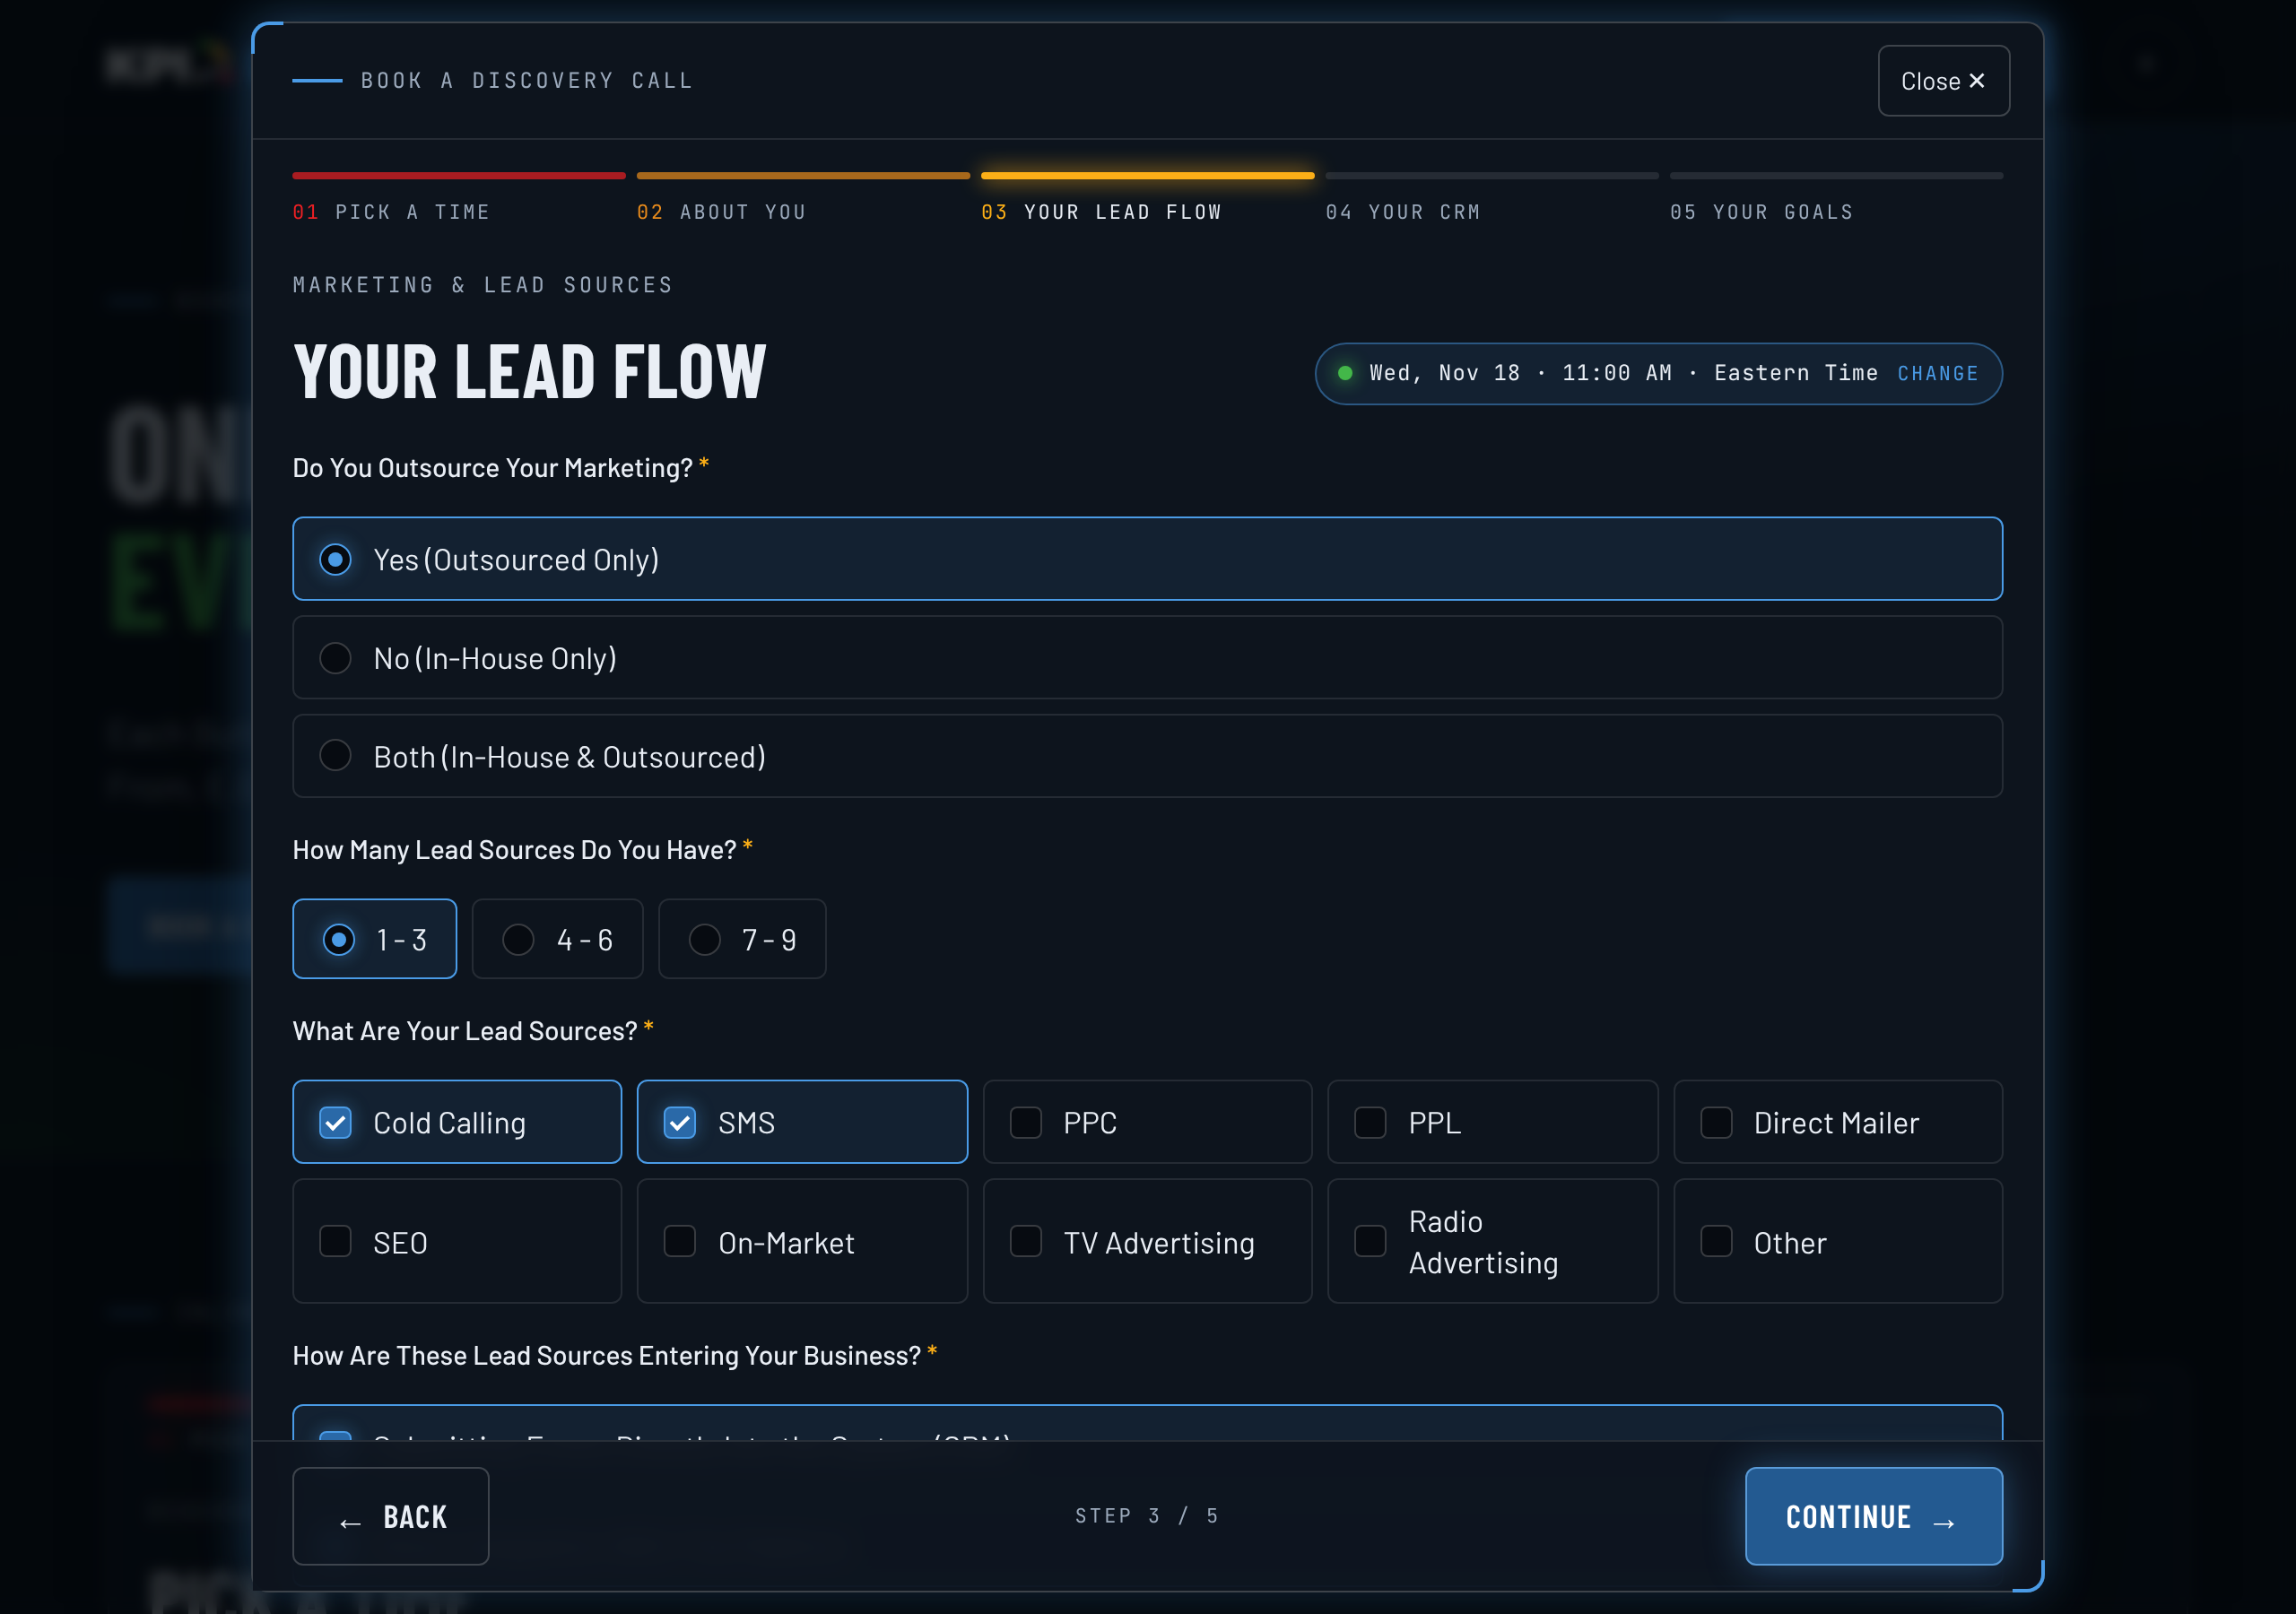 BOOK A DISCOVERY CALL
Close ✕
01 PICK A TIME
02 ABOUT YOU
03 YOUR LEAD FLOW
04 YOUR CRM
05 YOUR GOALS
MARKETING & LEAD SOURCES
YOUR LEAD FLOW
Wed, Nov 18 · 11:00 AM · Eastern Time CHANGE
Do You Outsource Your Marketing? *
Yes (Outsourced Only)
No (In-House Only)
Both (In-House & Outsourced)
How Many Lead Sources Do You Have? *
1 - 3
4 - 6
7 - 9
What Are Your Lead Sources? *
Cold Calling
SMS
PPC
PPL
Direct Mailer
SEO
On-Market
TV Advertising
Radio
Advertising
Other
How Are These Lead Sources Entering Your Business? *
← BACK
STEP 3 / 5
CONTINUE →